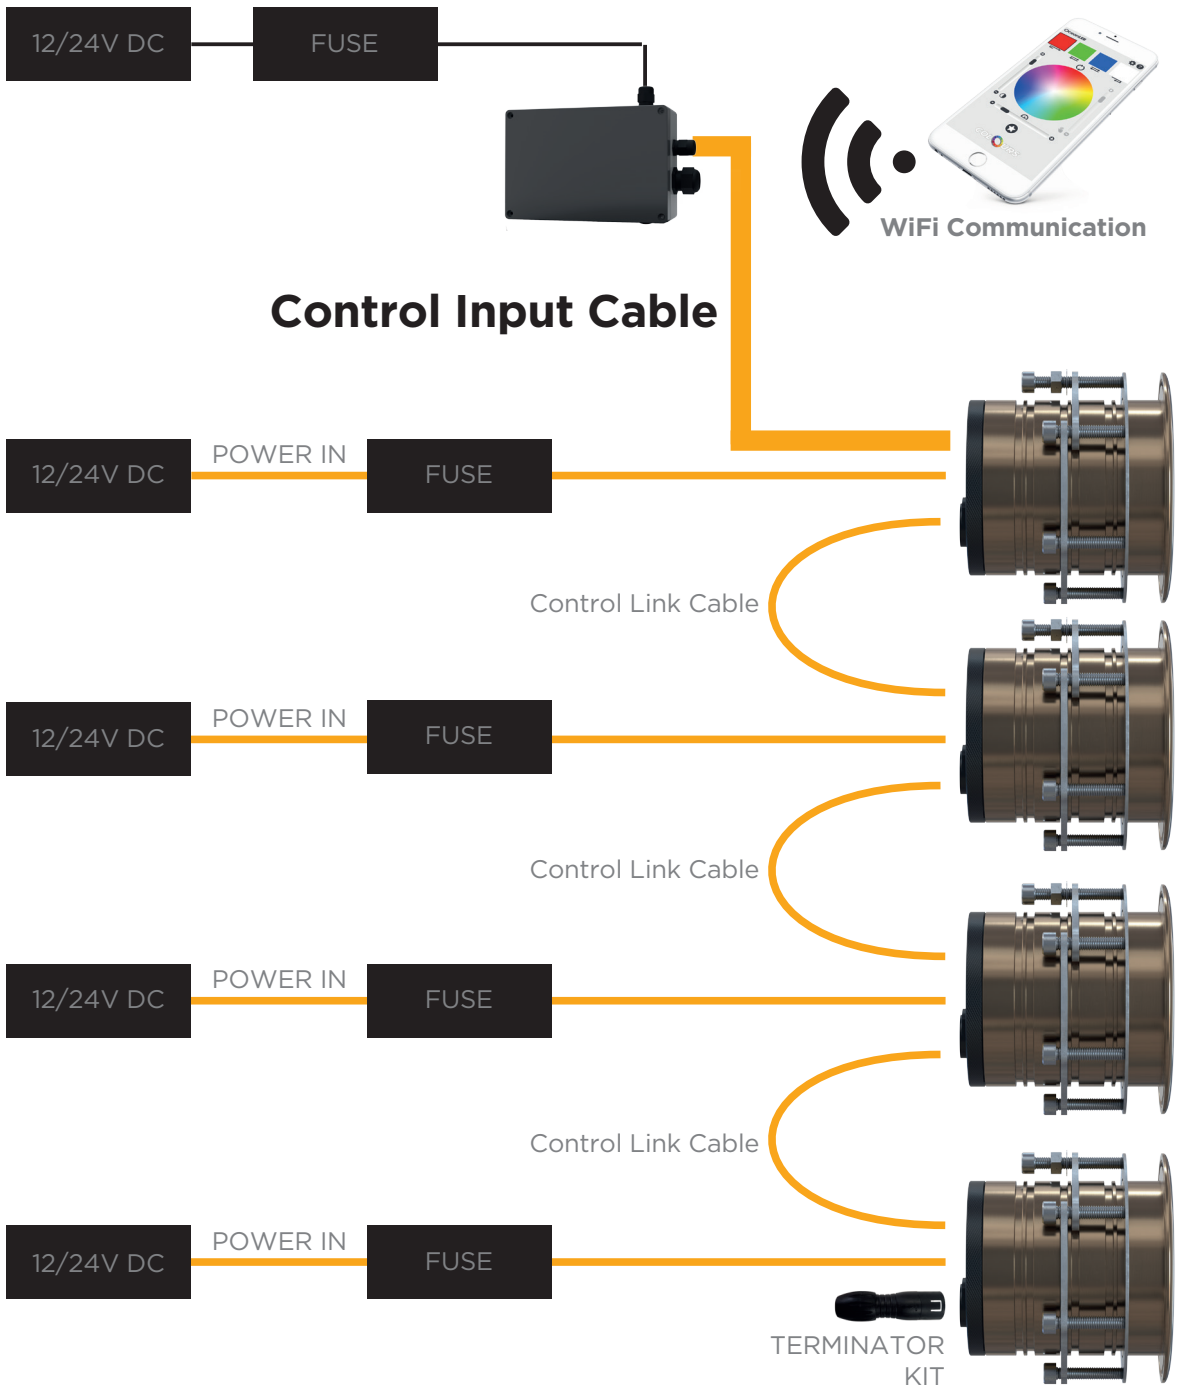 12/24V DC
FUSE
WiFi Communication
Control Input Cable
12/24V DC
POWER IN
FUSE
Control Link Cable
12/24V DC
POWER IN
FUSE
Control Link Cable
12/24V DC
POWER IN
FUSE
Control Link Cable
12/24V DC
POWER IN
FUSE
TERMINATOR
KIT